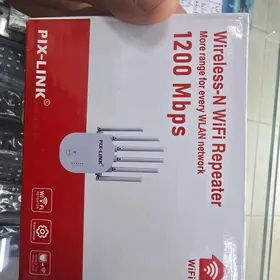 PIX-LINK
Wireless-N WiFi Repeater
More range for every WLAN network
1200 Mbps
PIX-LINK
WiFi